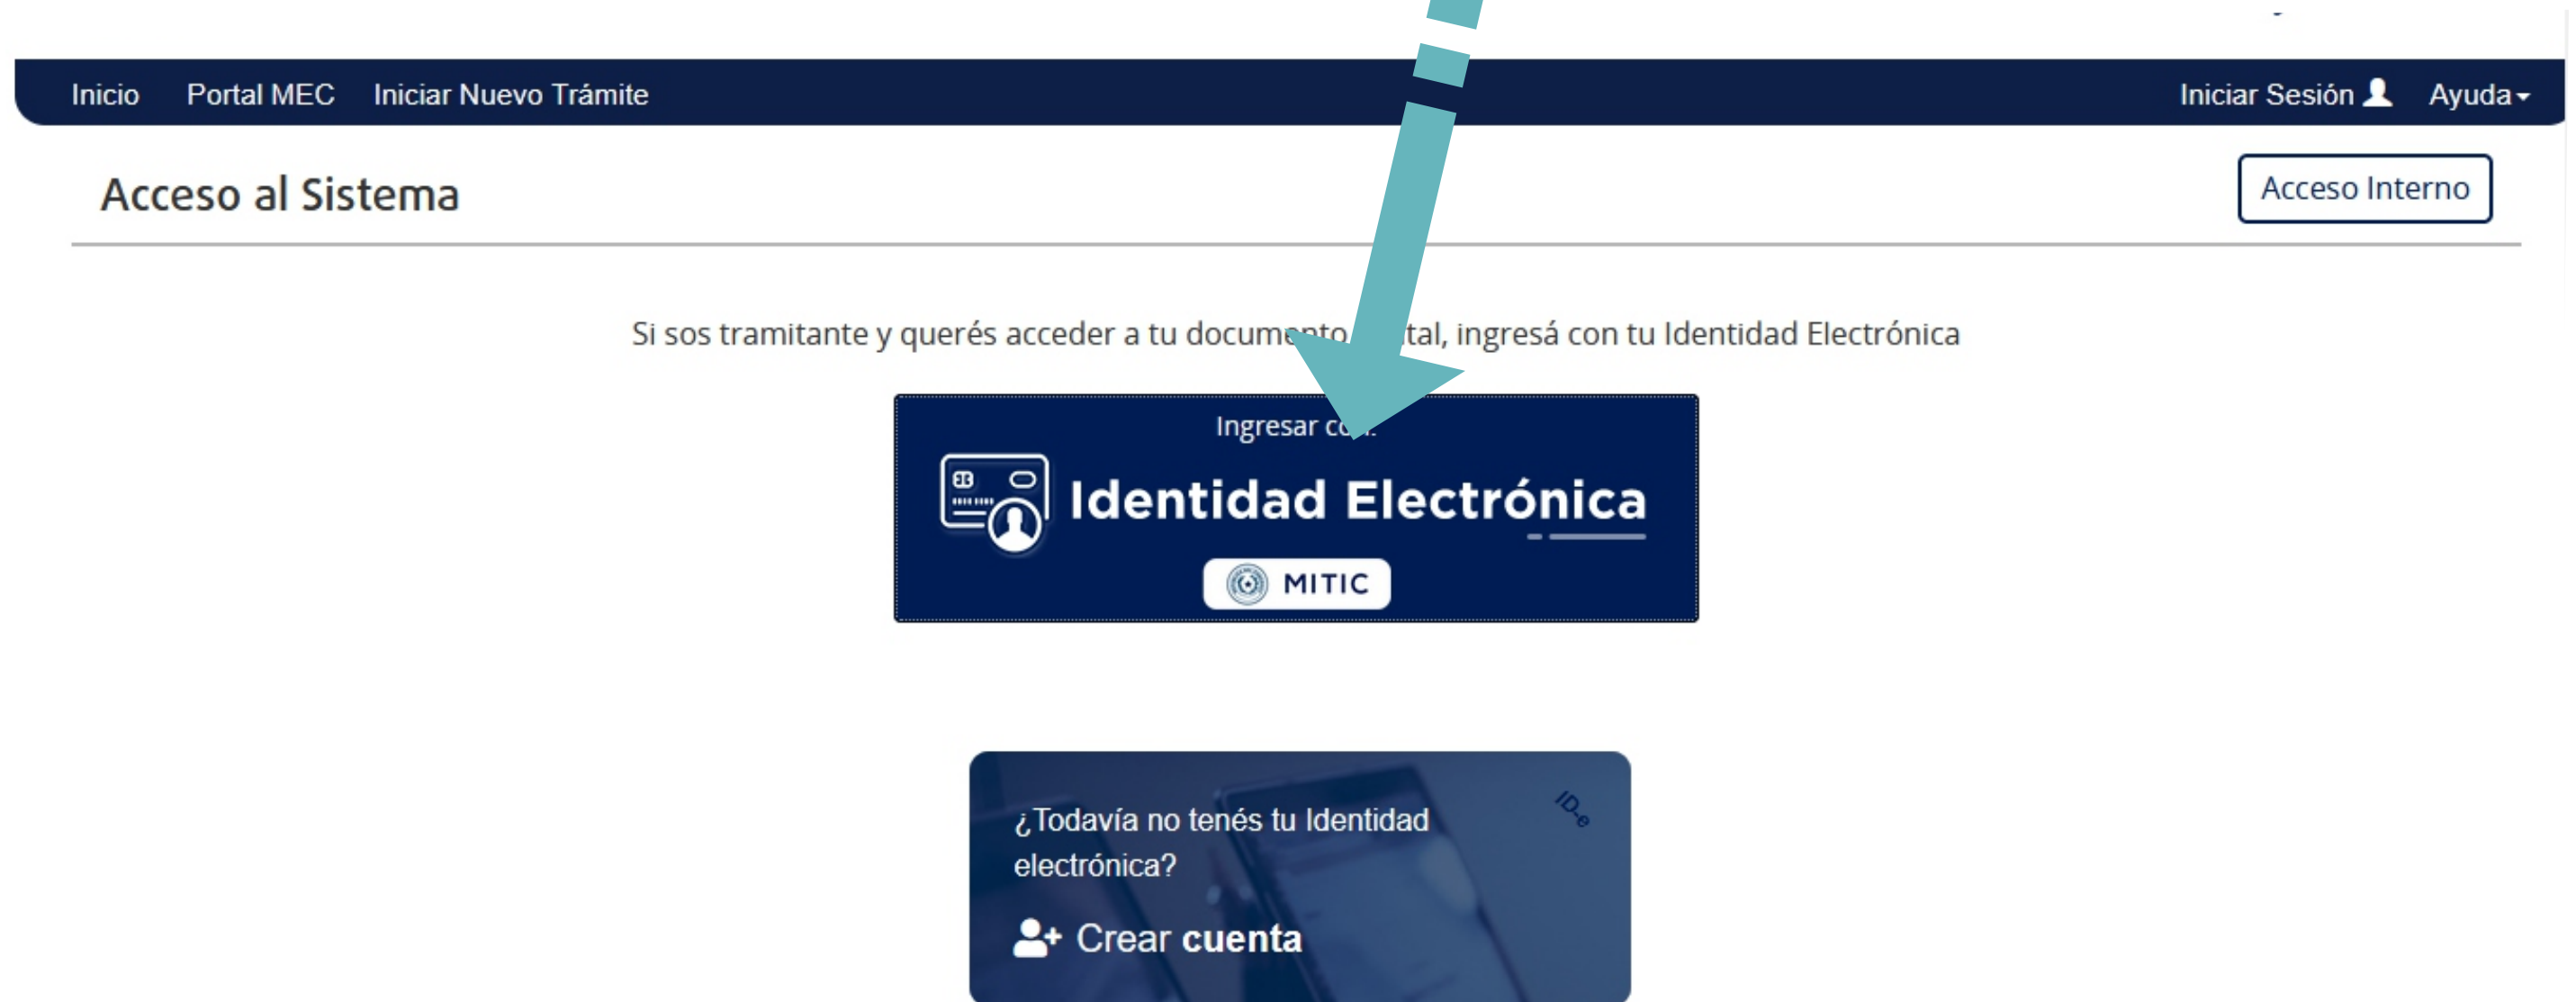 Inicio Portal MEC Iniciar Nuevo Trámite Iniciar Sesión Ayuda
Acceso al Sistema Acceso Interno
Si sos tramitante y querés acceder a tu documento tal, ingresá con tu Identidad Electrónica
Ingresar
Identidad Electrónica
MITIC
¿Todavía no tenés tu Identidad
electrónica?
ID-e
Crear cuenta